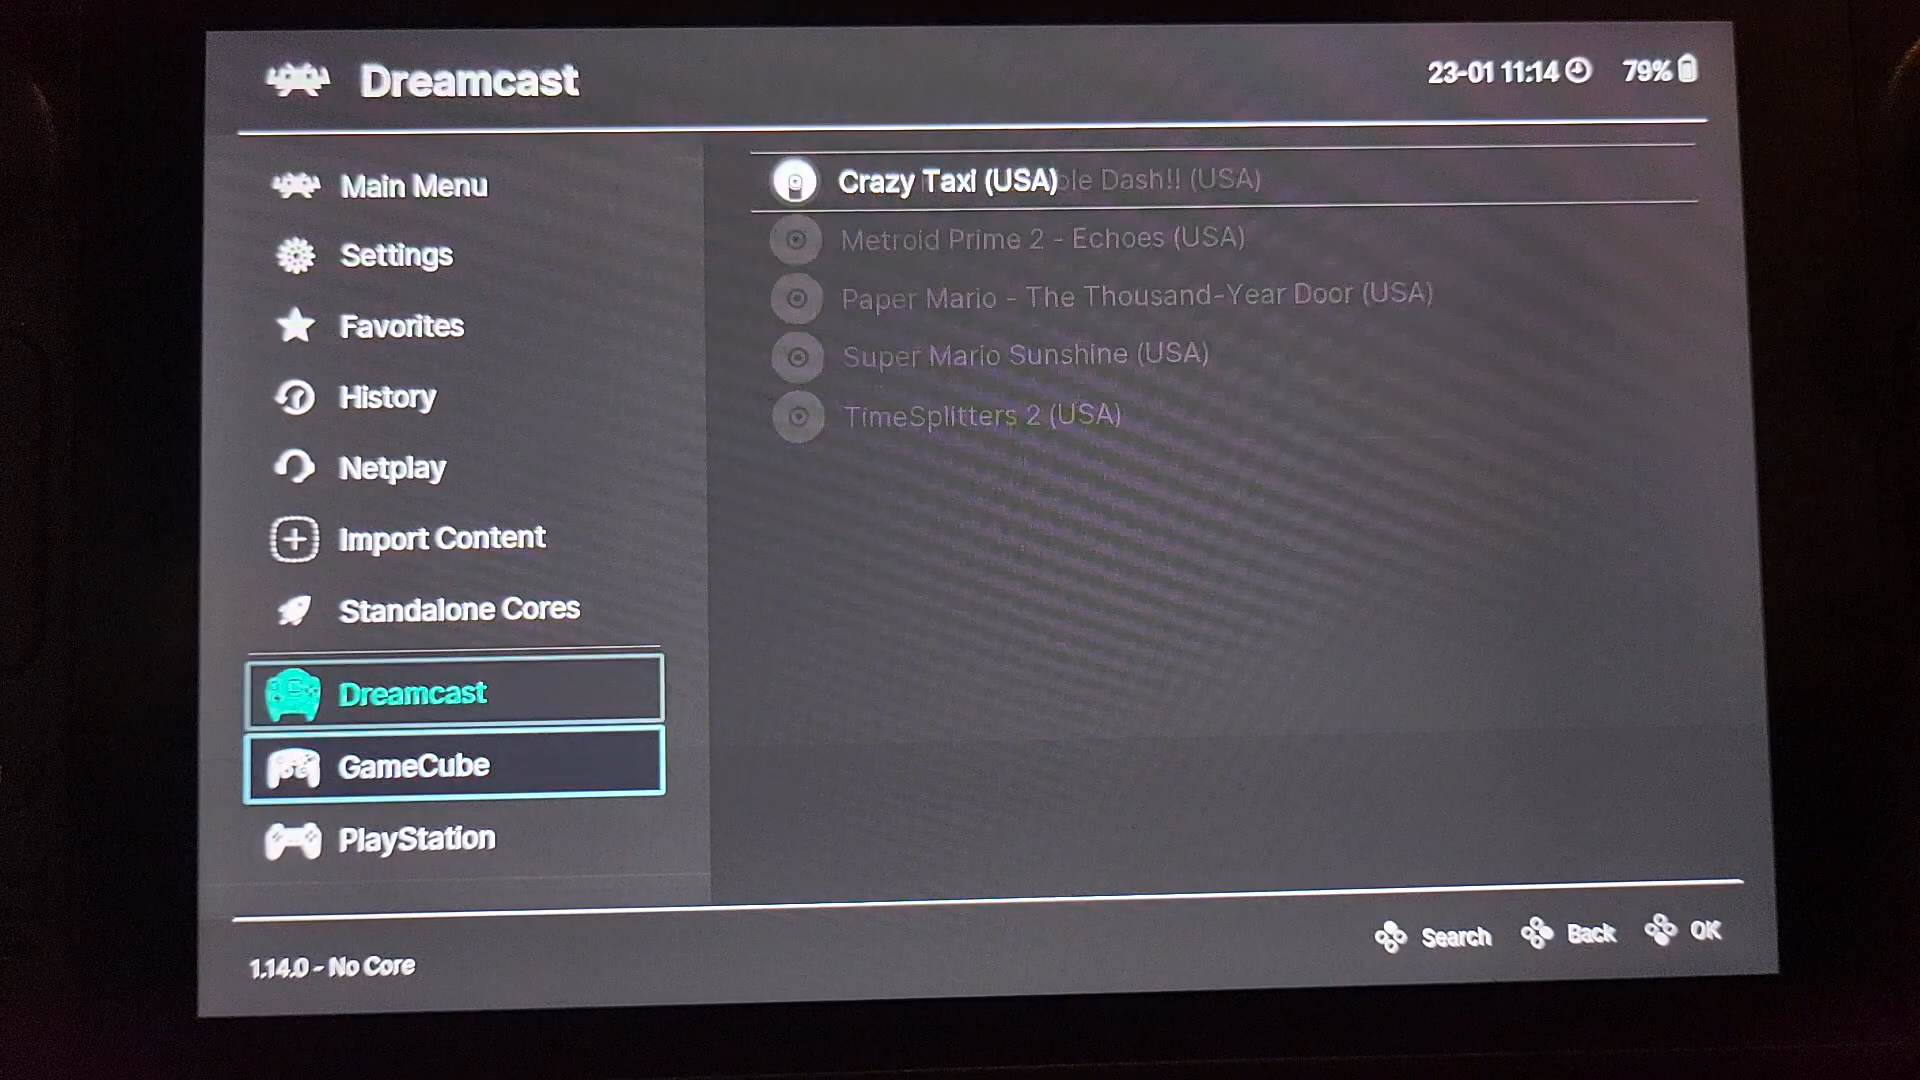 Dreamcast
23-01 11:14
79%
Main Menu
Settings
Favorites
History
Netplay
Import Content
Standalone Cores
Dreamcast
GameCube
PlayStation
Crazy Taxi (USA)
Dash!! (USA)
Metroid Prime 2 - Echoes (USA)
Paper Mario - The Thousand-Year Door (USA)
Super Mario Sunshine (USA)
TimeSplitters 2 (USA)
1.14.0 - No Core
Search
Back
OK